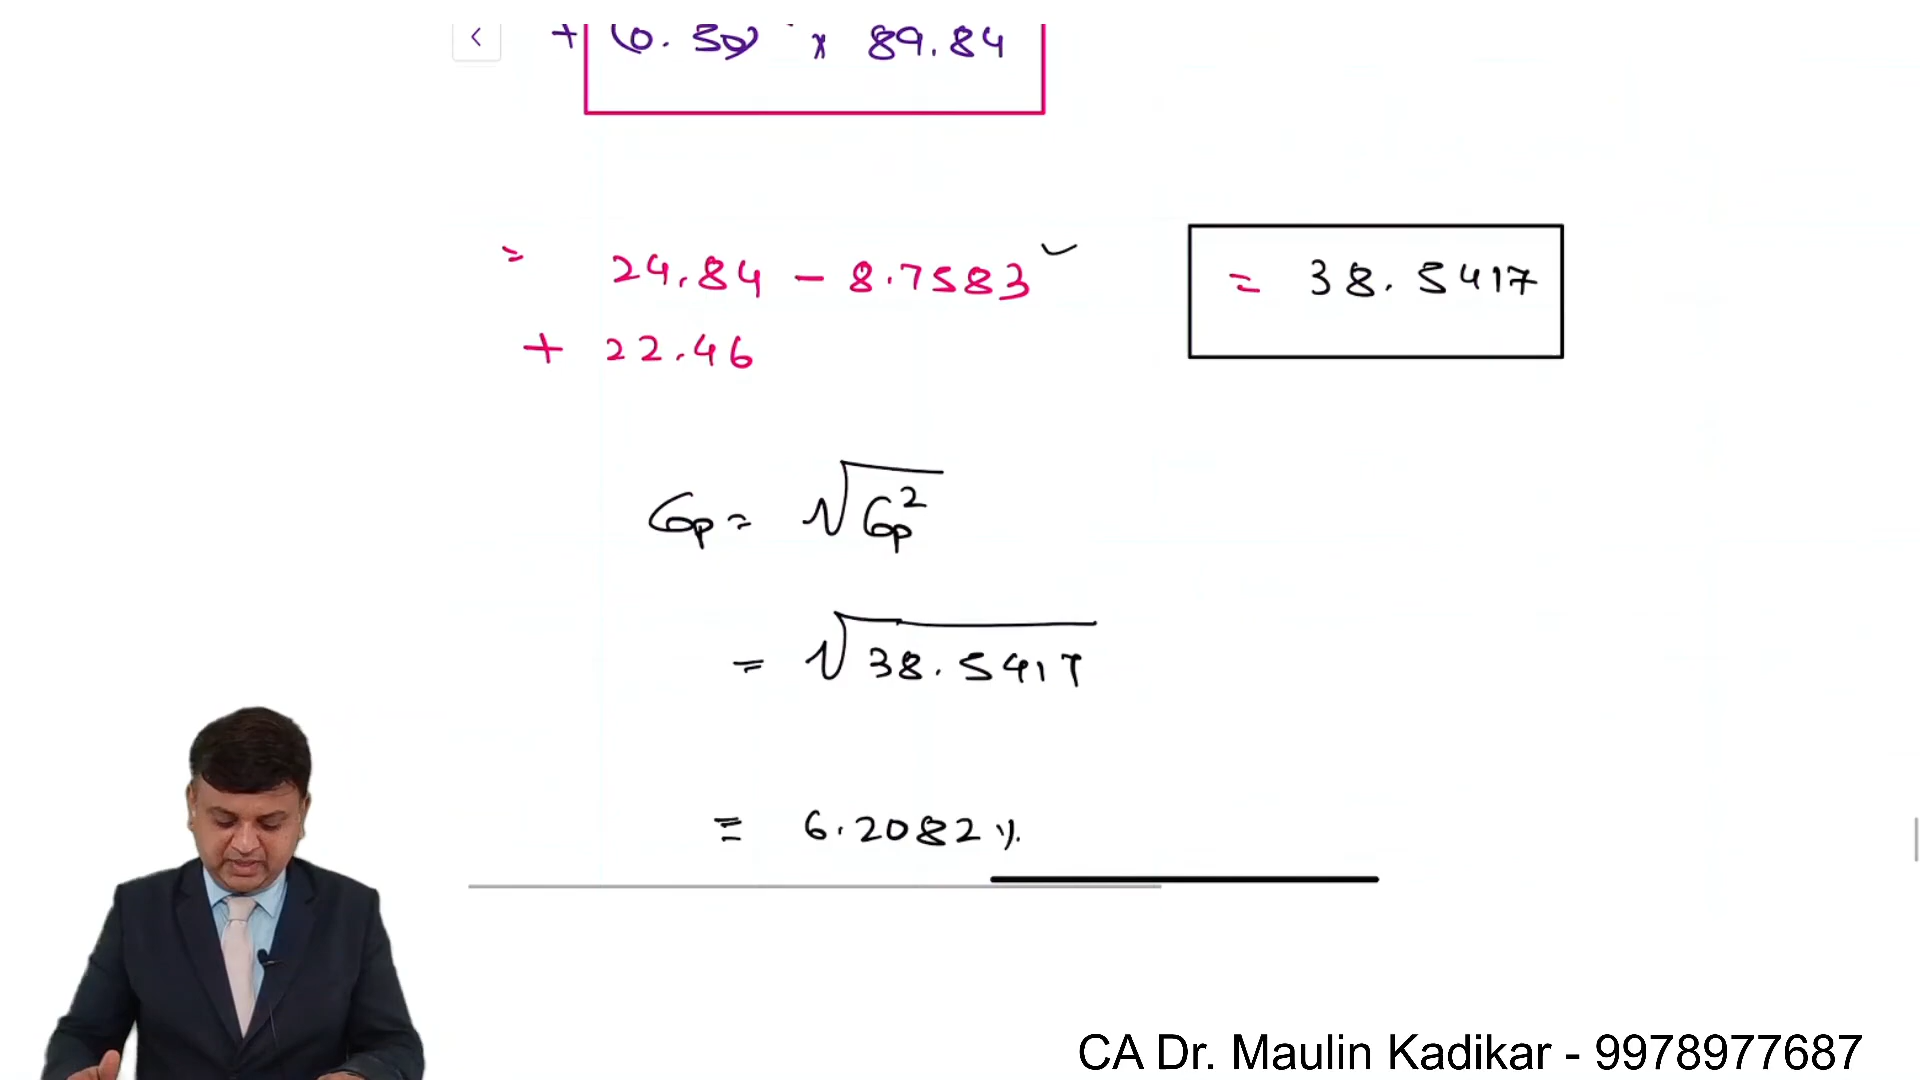 + (0.50) × 89.84
= 24.84 - 8.7583
+ 22.46
= 38.5417
σp = √σp²
= √38.5417
= 6.2082%
CA Dr. Maulin Kadikar - 9978977687